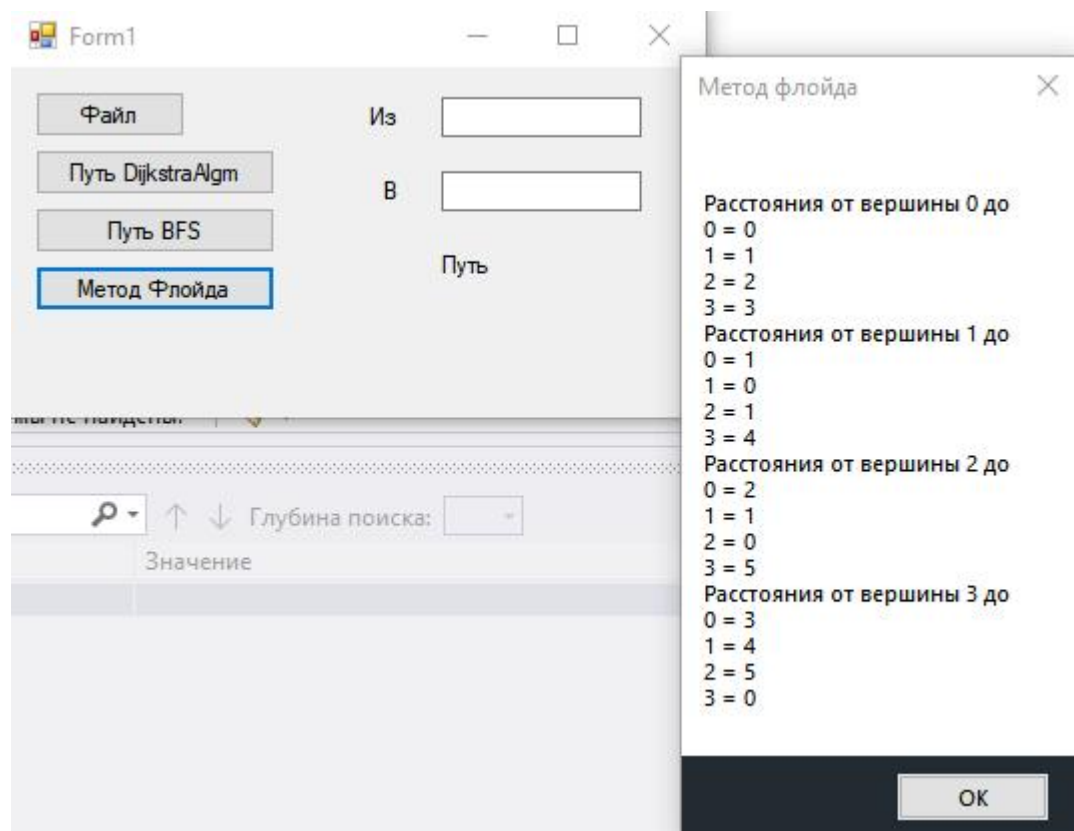 Form1
Файл
Из
Путь DijkstraAlgm
В
Путь BFS
Путь
Метод Флойда
не
Глубина поиска:
Значение
Метод флойда
Расстояния от вершины 0 до
0 = 0
1 = 1
2 = 2
3 = 3
Расстояния от вершины 1 до
0 = 1
1 = 0
2 = 1
3 = 4
Расстояния от вершины 2 до
0 = 2
1 = 1
2 = 0
3 = 5
Расстояния от вершины 3 до
0 = 3
1 = 4
2 = 5
3 = 0
ОК